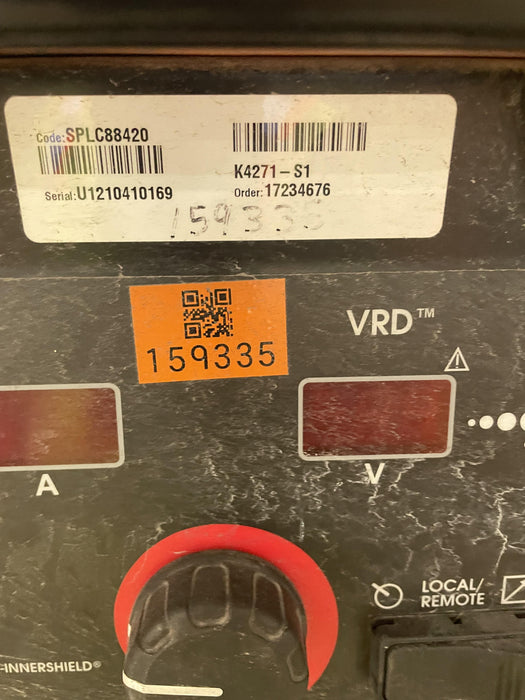 Code:SPLC88420
K4271-S1
Serial:U1210410169
Order:17234676
159335
159335
VRD™
A
V
LOCAL/
REMOTE
INNERSHIELD®